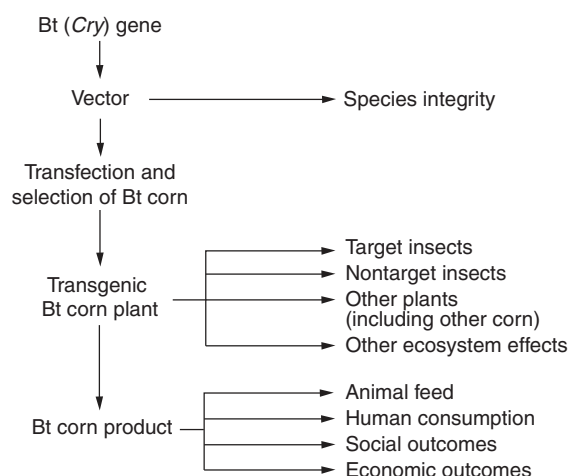 Bt (Cry) gene
Vector
Species integrity
Transfection and
selection of Bt corn
Transgenic
Bt corn plant
Target insects
Nontarget insects
Other plants
(including other corn)
Other ecosystem effects
Bt corn product
Animal feed
Human consumption
Social outcomes
Economic outcomes